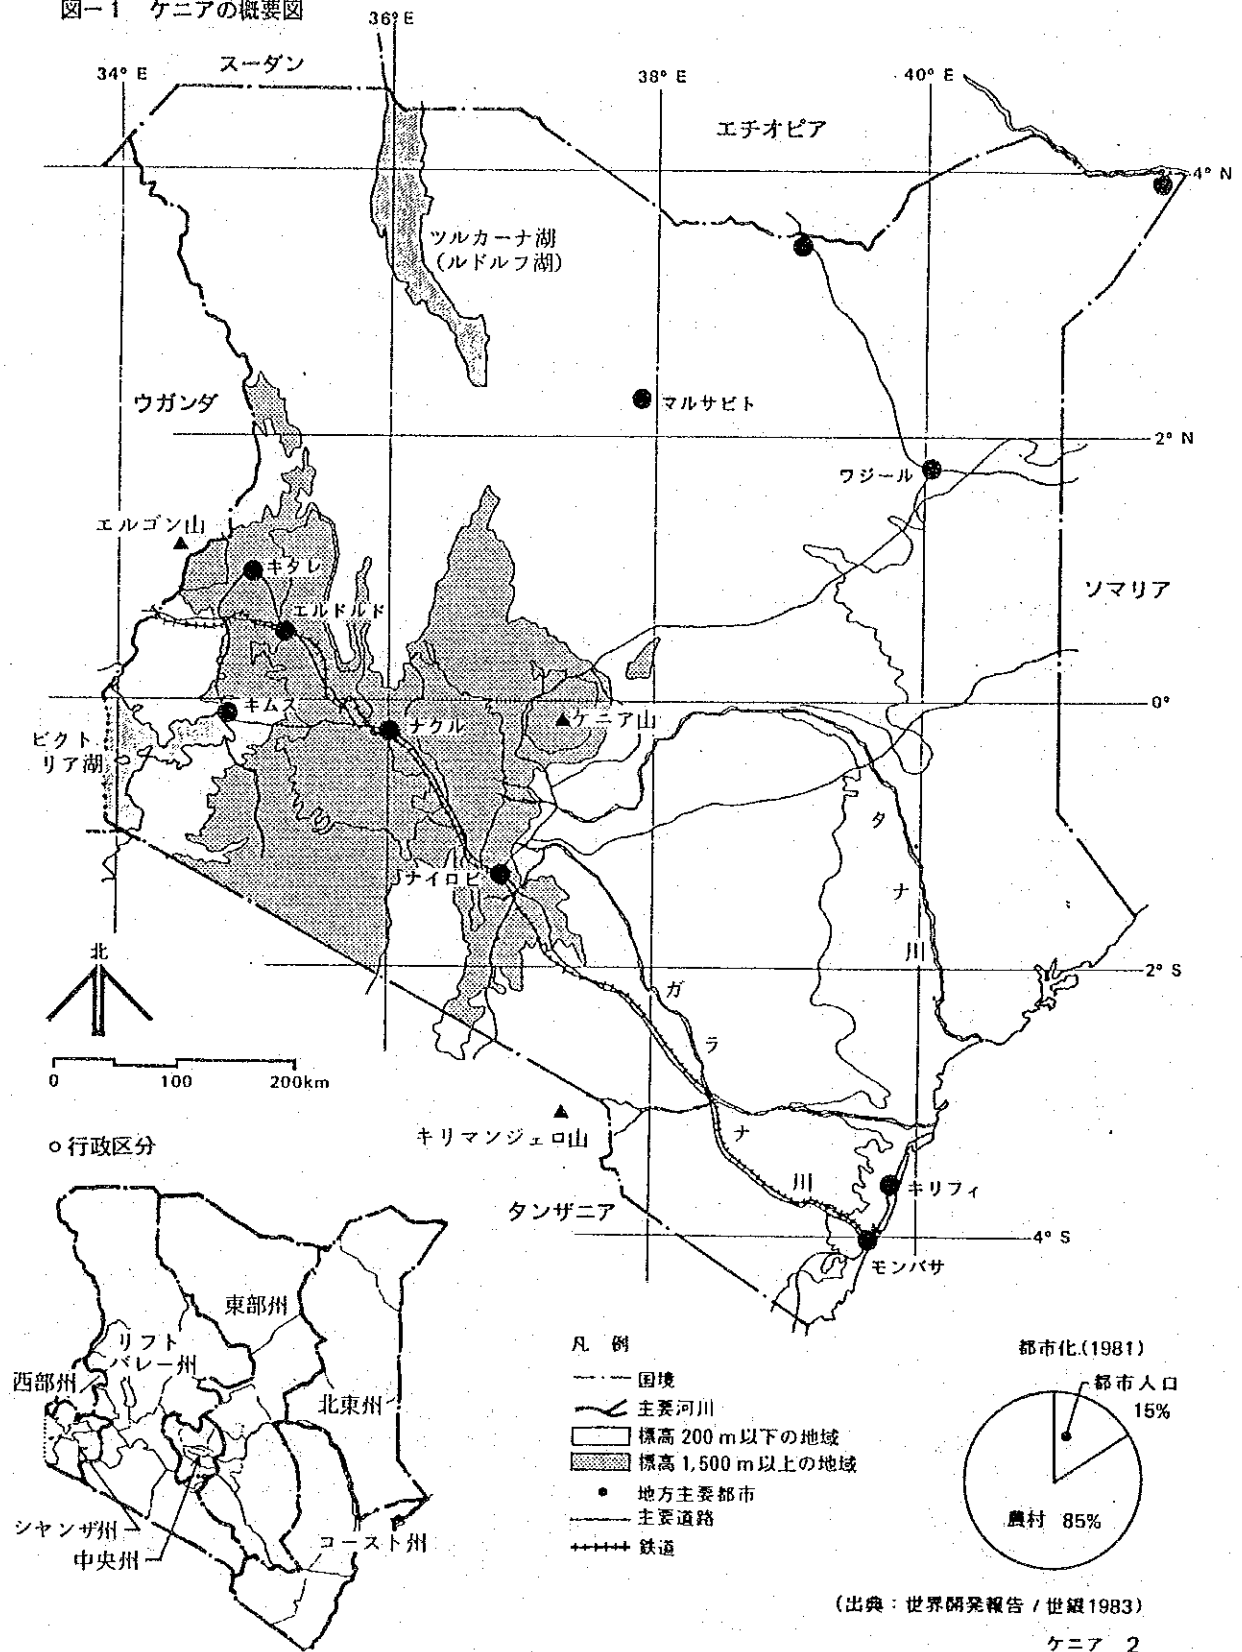 図ー1 ケニアの概要図
36° E
34° E
スーダン
38° E
40° E
エチオピア
4° N
ツルカーナ湖
(ルドルフ湖)
ウガンダ
マルサビト
2° N
ワジール
エルゴン山
キタレ
エルドルド
ソマリア
キムス
ナクル
ケニア山
0°
ビクト
リア湖
タナ川
ナイロビ
北
2° S
ガラナ川
0 100 200km
キリマンジェロ山
○行政区分
キリフィ
タンザニア
4° S
モンバサ
東部州
リフト
バレー州
西部州
北東州
シャンザ州
中央州
コースト州
凡 例
国境
主要河川
標高 200 m 以下の地域
標高 1,500 m 以上の地域
地方主要都市
主要道路
鉄道
都市化.(1981)
都市人口
15%
農村 85%
(出典:世界開発報告/世銀1983)
ケニア 2